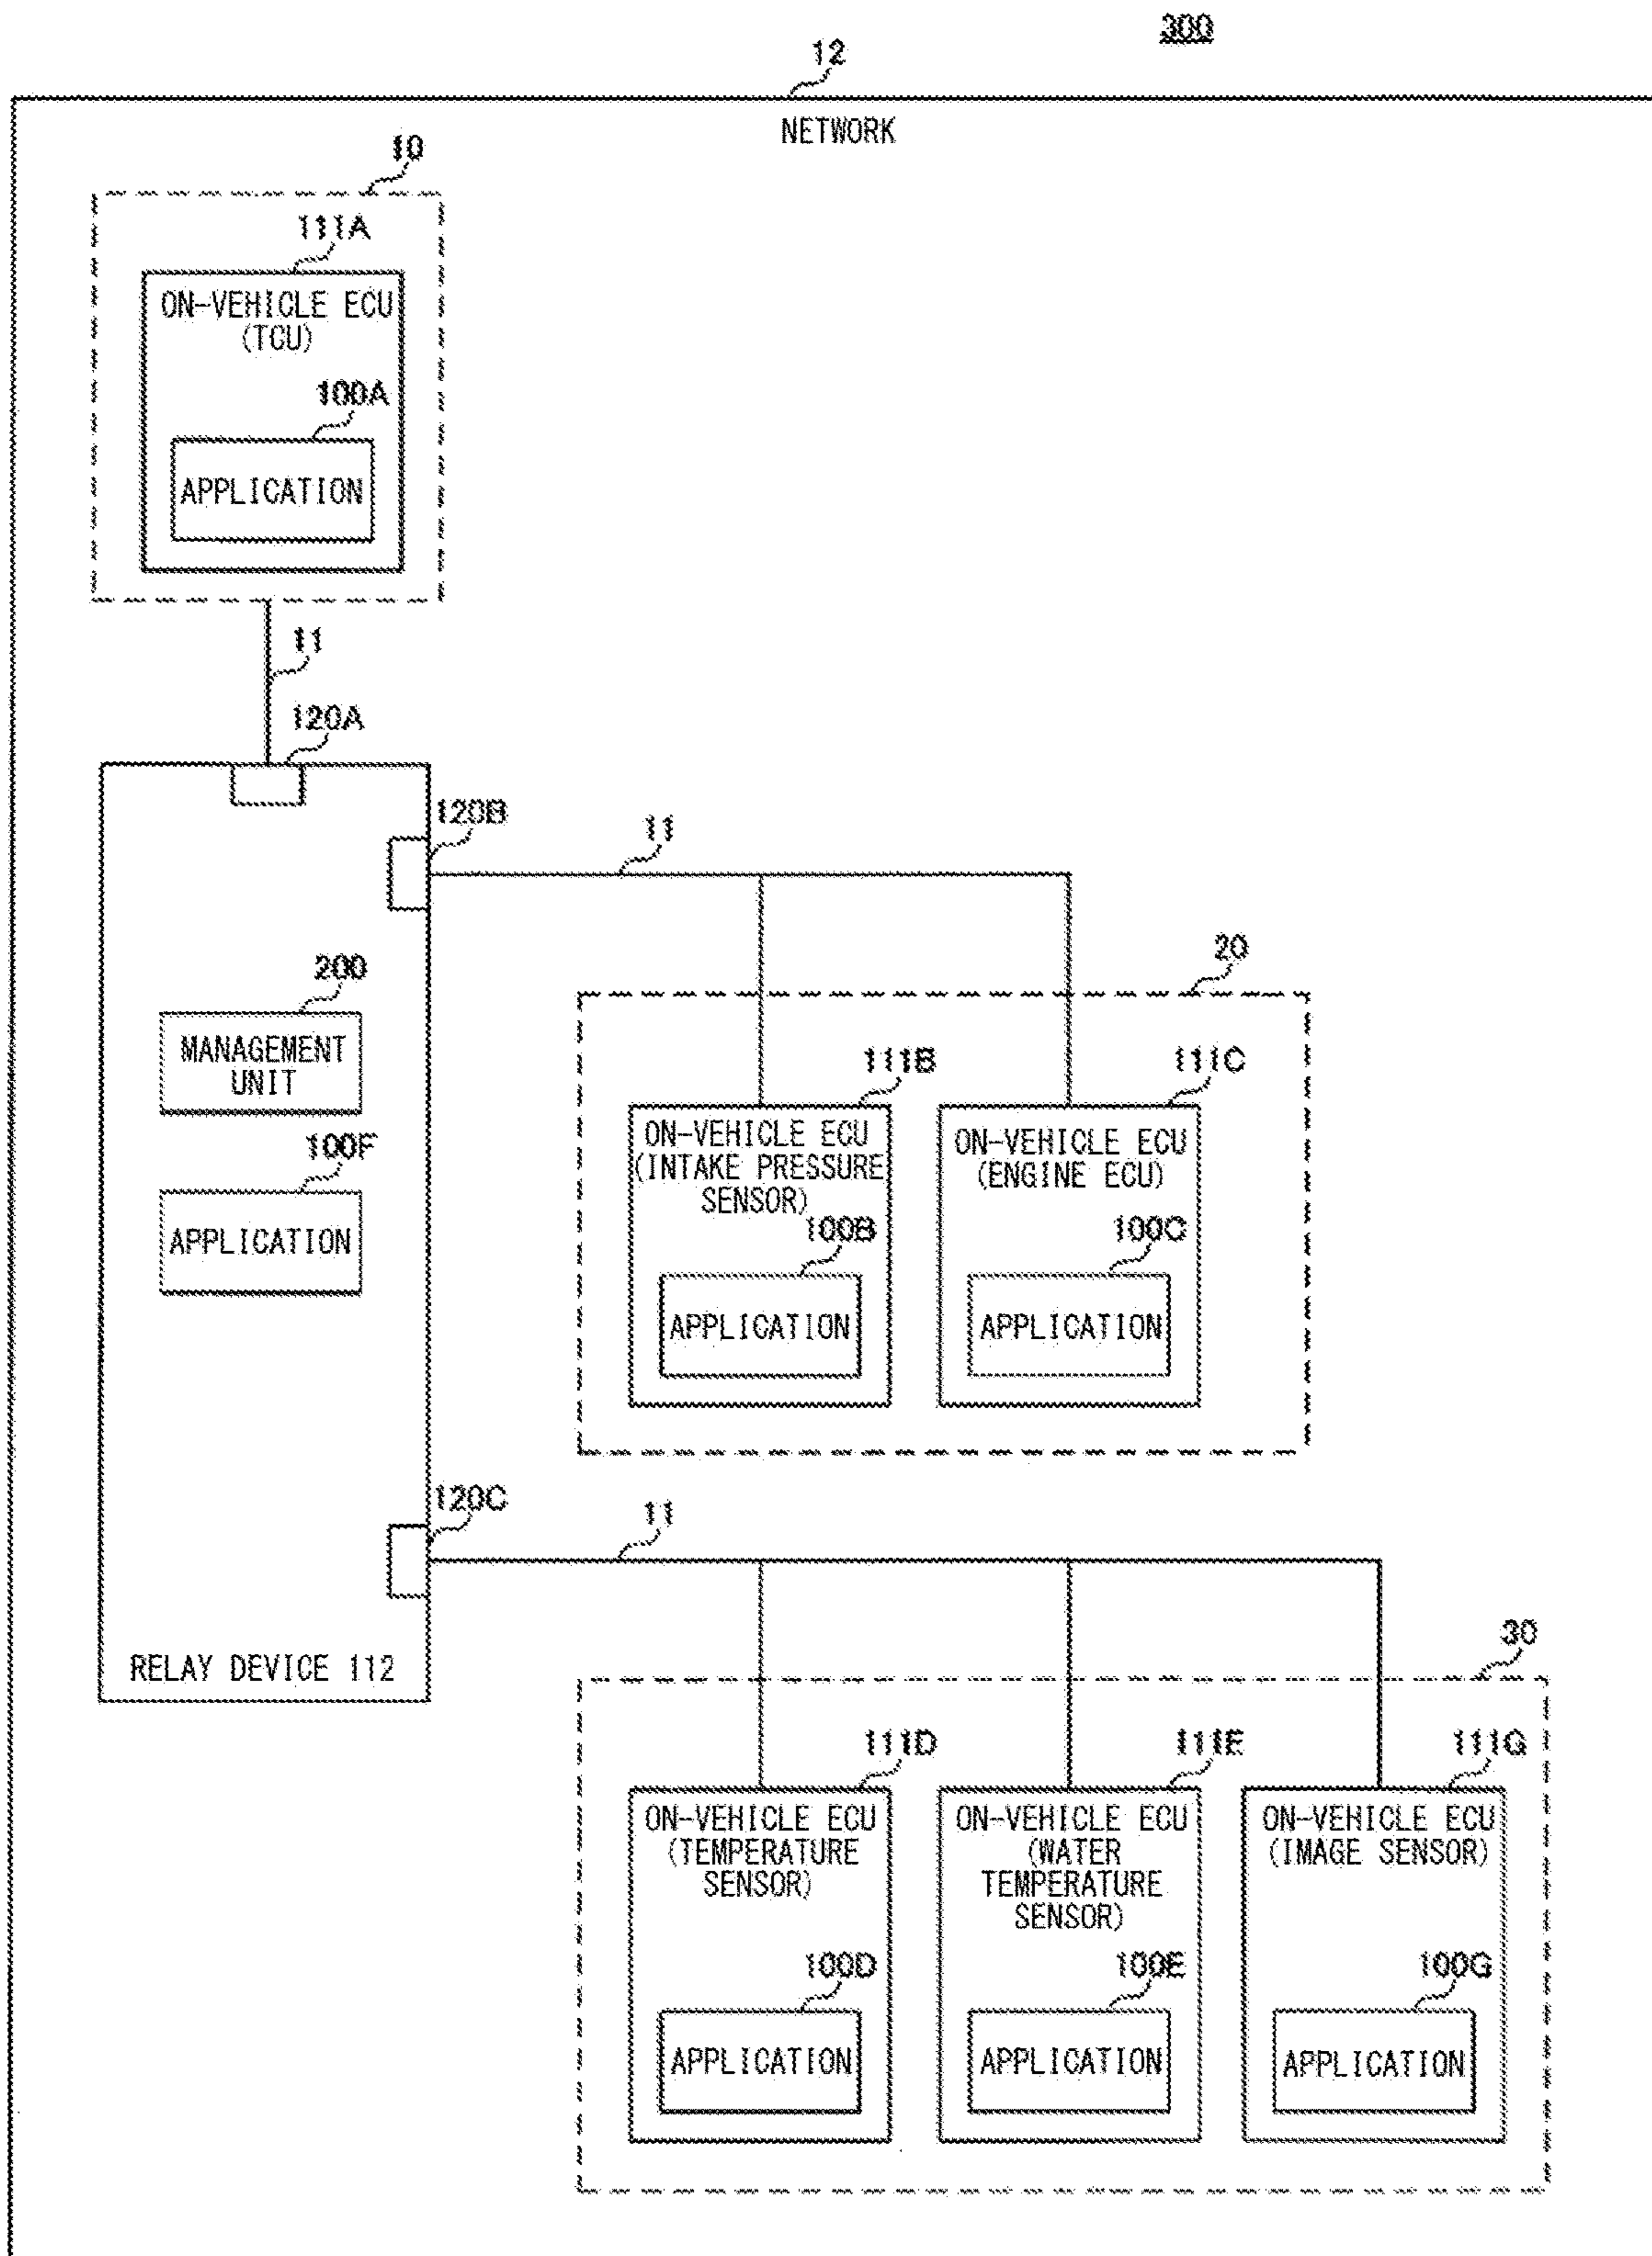 300
12
NETWORK
10
111A
ON-VEHICLE ECU
(TCU)
100A
APPLICATION
11
120A
120B
11
200
MANAGEMENT
UNIT
100F
APPLICATION
20
111B
ON-VEHICLE ECU
(INTAKE PRESSURE
SENSOR)
100B
APPLICATION
111C
ON-VEHICLE ECU
(ENGINE ECU)
100C
APPLICATION
120C
11
RELAY DEVICE 112
30
111D
ON-VEHICLE ECU
(TEMPERATURE
SENSOR)
100D
APPLICATION
111E
ON-VEHICLE ECU
(WATER
TEMPERATURE
SENSOR)
100E
APPLICATION
111G
ON-VEHICLE ECU
(IMAGE SENSOR)
100G
APPLICATION